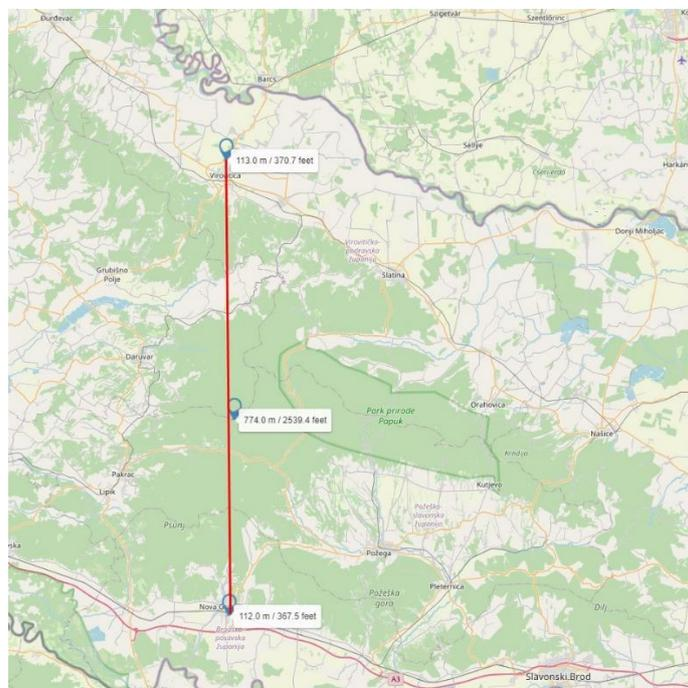 Đurđevac
Szigetvár
Szentlőrinc
Barcs
Sellye
Cseri-erdő
Harkán
113.0 m / 370.7 feet
Virovitica
Donji Miholjac
Virovitičko-
podravska
županija
Slatina
Grubišno
Polje
Daruvar
774.0 m / 2539.4 feet
Park prirode
Papuk
Orahovica
Našice
Krndija
Pakrac
Lipik
Kutjevo
Požeško
slavonska
županija
Psunj
Požega
Požeška
gora
Pleternica
Dilj
Nova G
112.0 m / 367.5 feet
Brodsko
posavska
županija
A3
Slavonski Brod